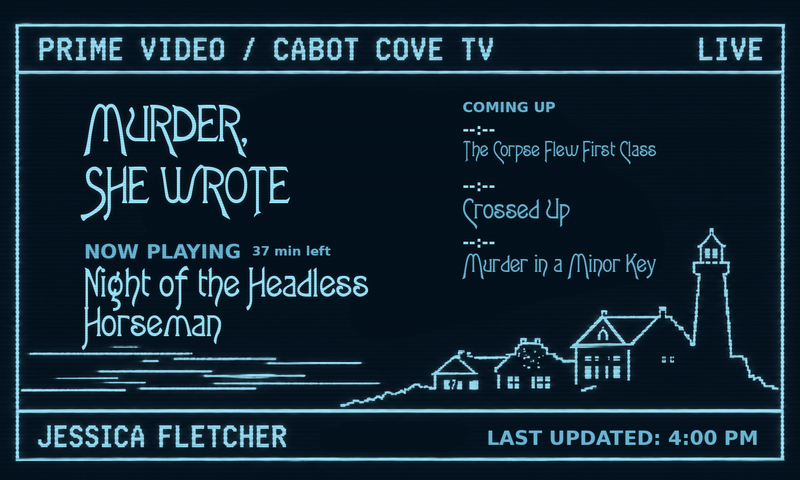 PRIME VIDEO / CABOT COVE TV
LIVE
MURDER,
SHE WROTE
NOW PLAYING 37 min left
Night of the Headless
Horseman
COMING UP
--:--
The Corpse Flew First Class
--:--
Crossed Up
--:--
Murder in a Minor Key
JESSICA FLETCHER
LAST UPDATED: 4:00 PM